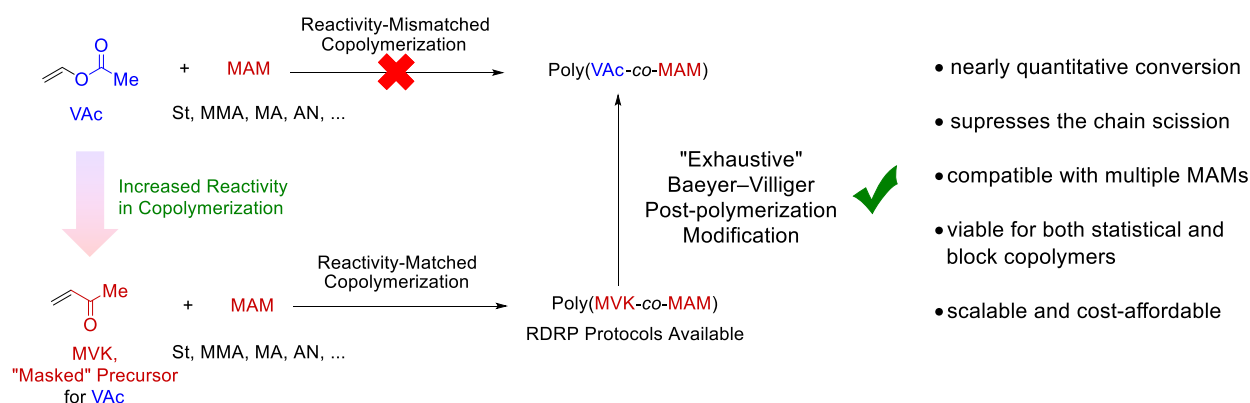 O
O
Me
VAc
+
MAM
St, MMA, MA, AN, ...
Reactivity-Mismatched
Copolymerization
Poly(VAc-co-MAM)
Increased Reactivity
in Copolymerization
"Exhaustive"
Baeyer–Villiger
Post-polymerization
Modification
Me
O
MVK,
"Masked" Precursor
for VAc
+
MAM
St, MMA, MA, AN, ...
Reactivity-Matched
Copolymerization
Poly(MVK-co-MAM)
RDRP Protocols Available
• nearly quantitative conversion
• supresses the chain scission
• compatible with multiple MAMs
• viable for both statistical and
block copolymers
• scalable and cost-affordable